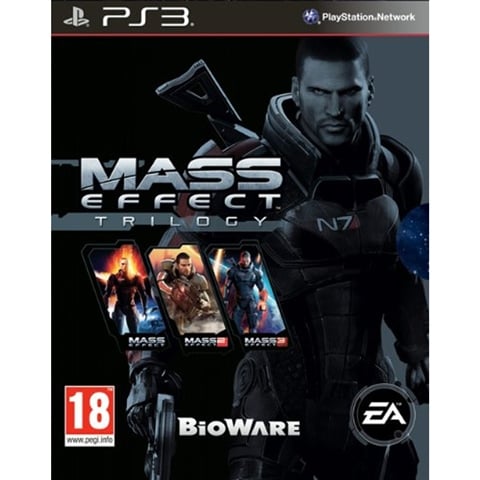 PS3
PlayStation®Network
MASS
EFFECT
TRILOGY
N7
MASS
EFFECT
MASS
EFFECT 2
MASS
EFFECT 3
18
www.pegi.info
BIOWARE
EA